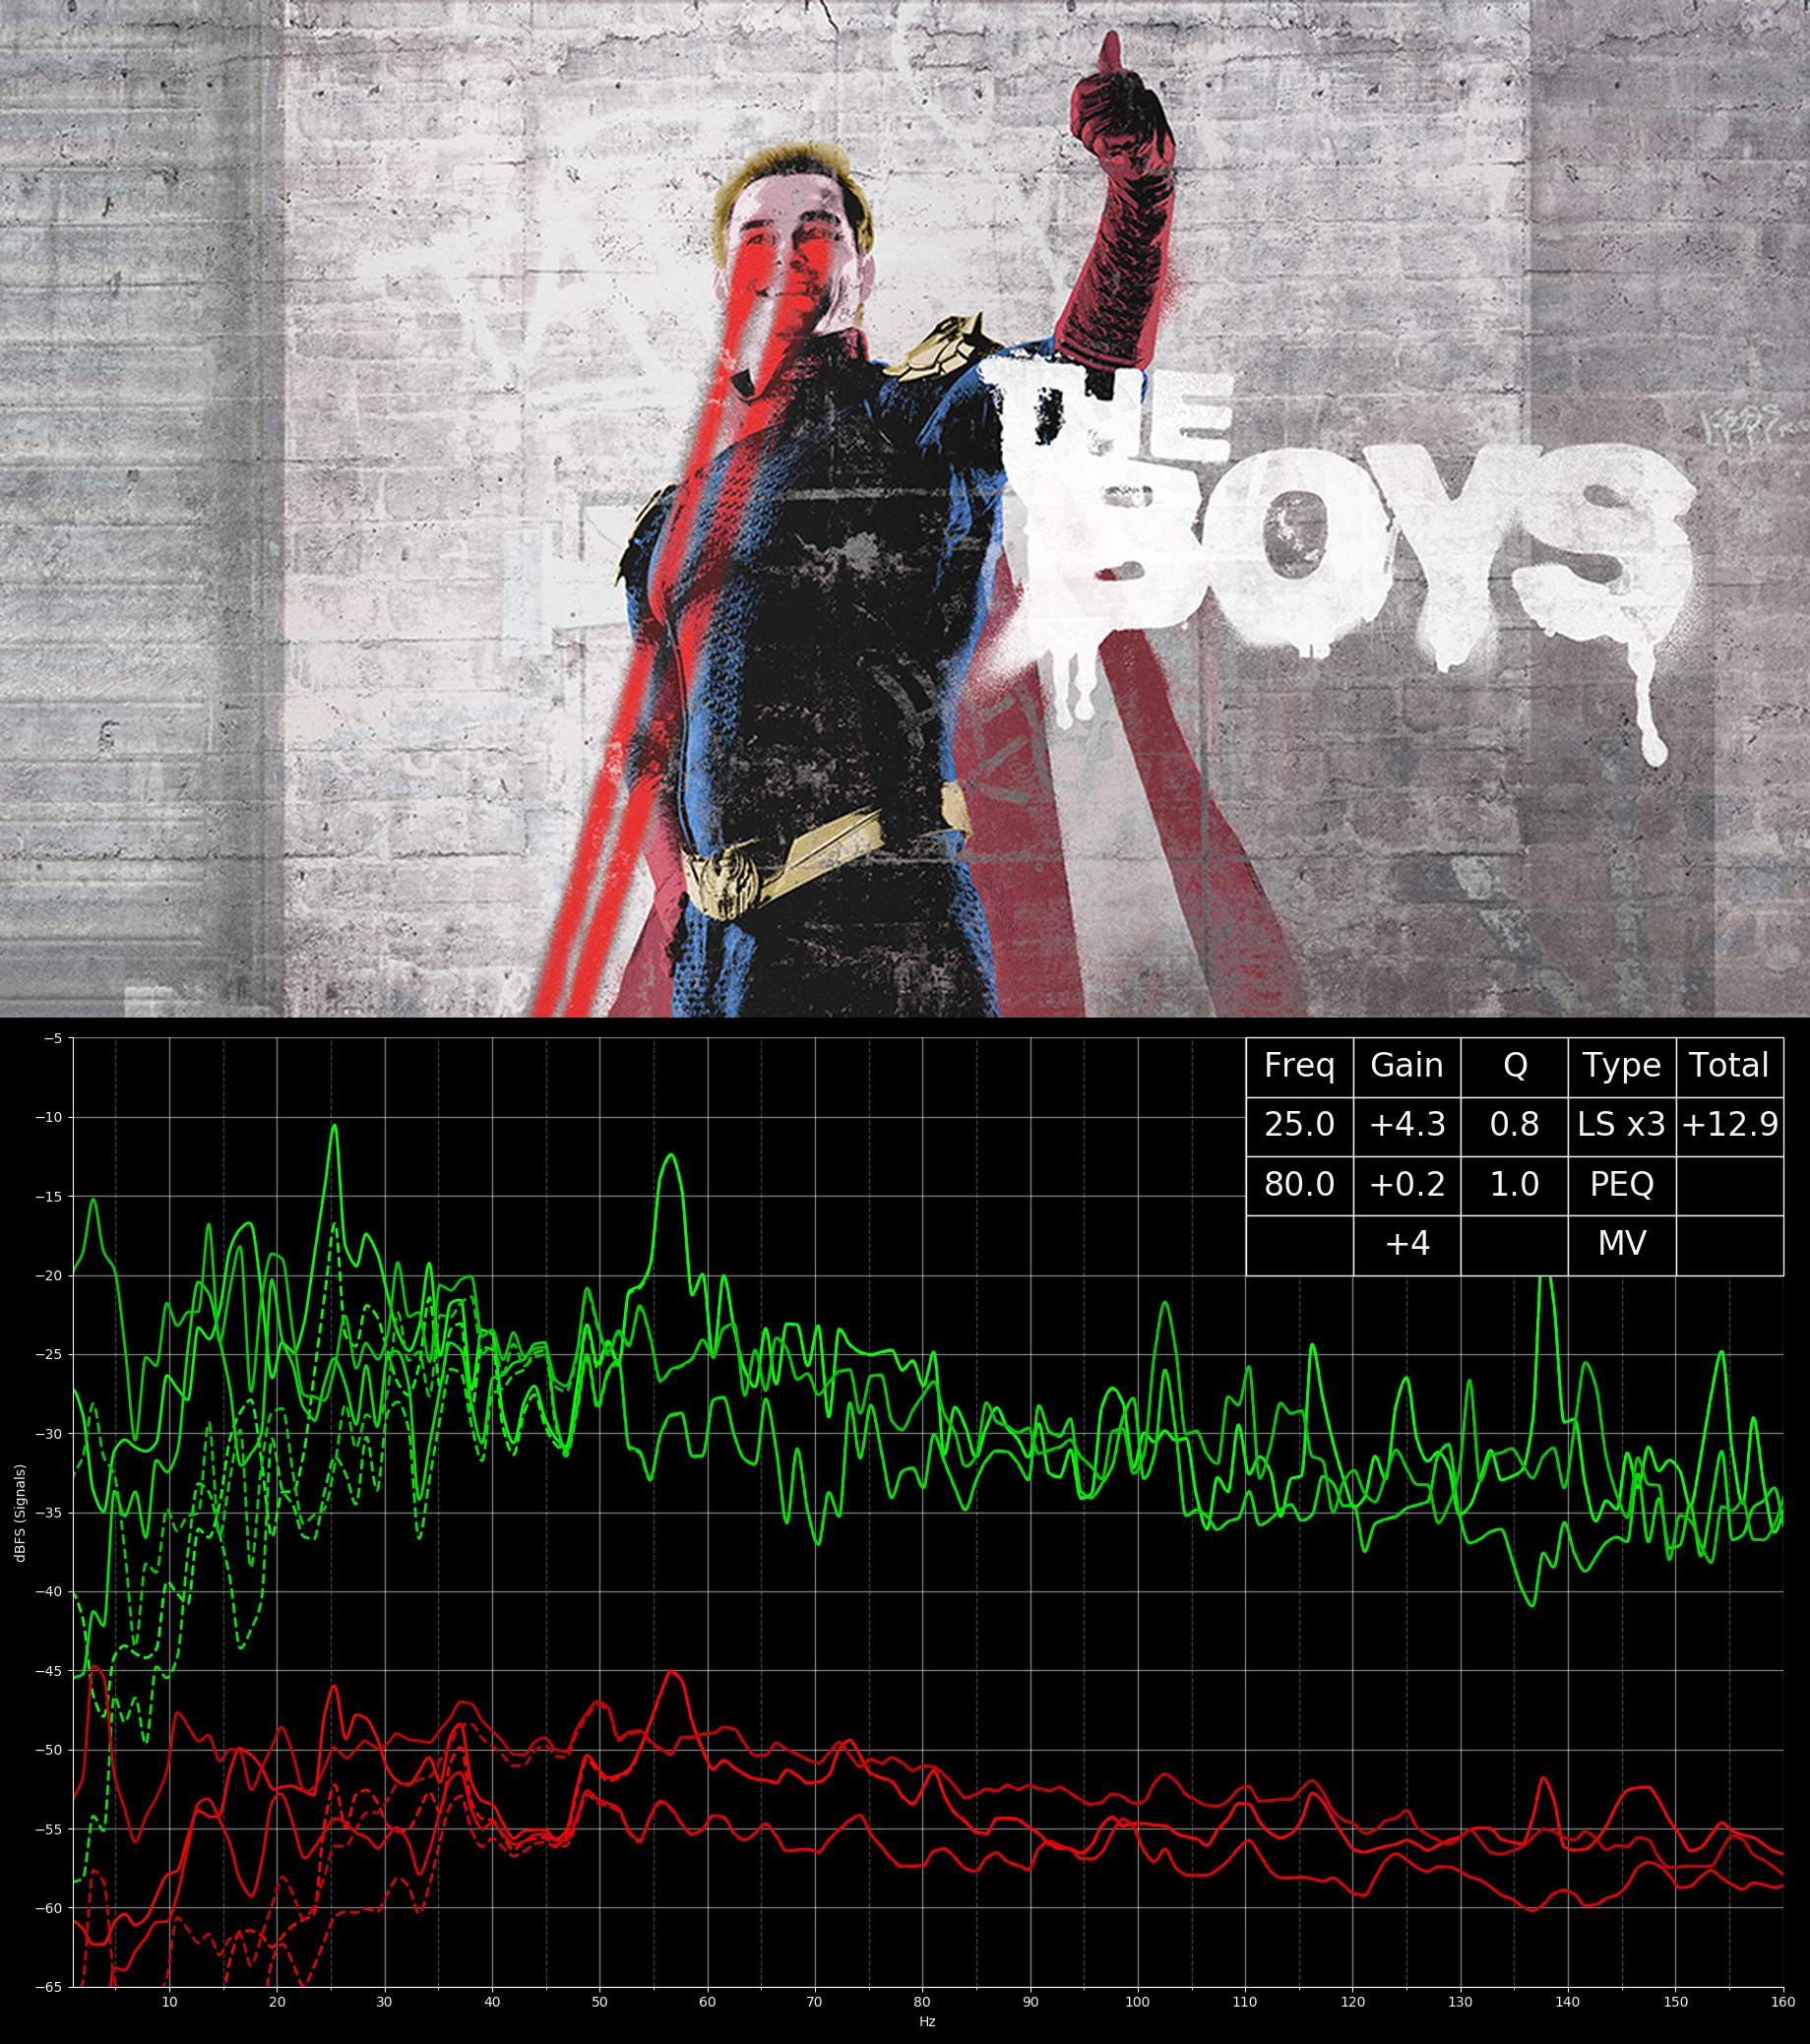 THE
BOYS
Freq Gain Q Type Total
25.0 +4.3 0.8 LS x3 +12.9
80.0 +0.2 1.0 PEQ
+4 MV
−5
−10
−15
−20
−25
−30
−35
−40
−45
−50
−55
−60
−65
dBFS (Signals)
10 20 30 40 50 60 70 80 90 100 110 120 130 140 150 160
Hz